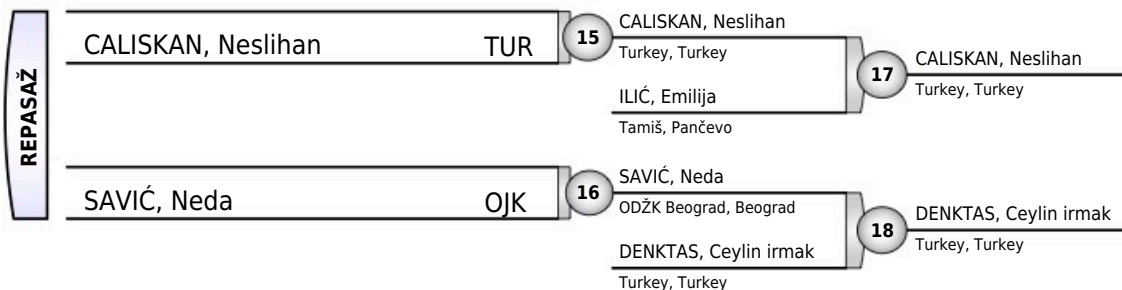 REPASAŽ
CALISKAN, Neslihan TUR
15
CALISKAN, Neslihan
Turkey, Turkey
ILIĆ, Emilija
Tamiš, Pančevo
17
CALISKAN, Neslihan
Turkey, Turkey
SAVIĆ, Neda OJK
16
SAVIĆ, Neda
ODŽK Beograd, Beograd
DENKTAS, Ceylin irmak
Turkey, Turkey
18
DENKTAS, Ceylin irmak
Turkey, Turkey